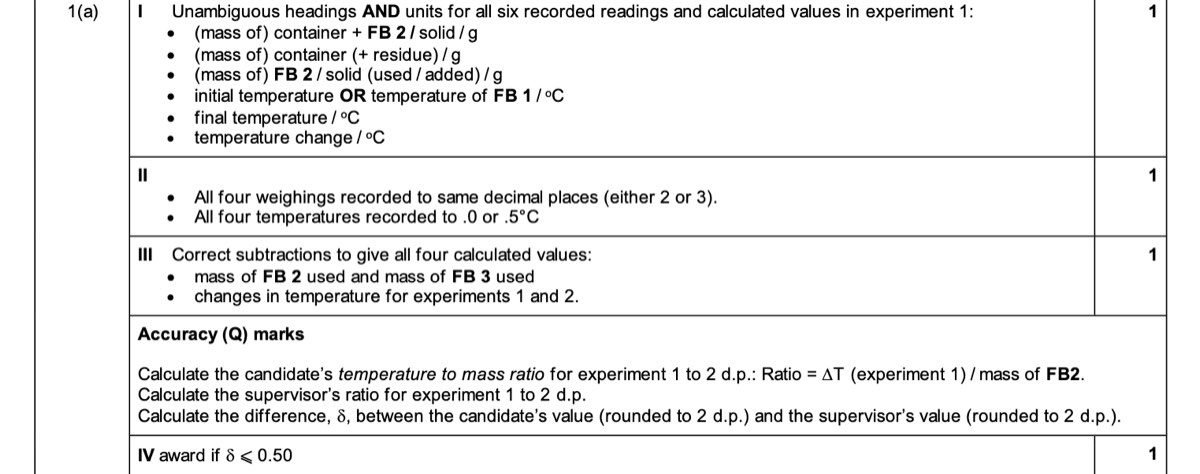 1(a) I Unambiguous headings AND units for all six recorded readings and calculated values in experiment 1: 1
• (mass of) container + FB 2 / solid / g
• (mass of) container (+ residue) / g
• (mass of) FB 2 / solid (used / added) / g
• initial temperature OR temperature of FB 1 / °C
• final temperature / °C
• temperature change / °C
II 1
• All four weighings recorded to same decimal places (either 2 or 3).
• All four temperatures recorded to .0 or .5°C
III Correct subtractions to give all four calculated values: 1
• mass of FB 2 used and mass of FB 3 used
• changes in temperature for experiments 1 and 2.
Accuracy (Q) marks
Calculate the candidate's temperature to mass ratio for experiment 1 to 2 d.p.: Ratio = ΔT (experiment 1) / mass of FB2.
Calculate the supervisor's ratio for experiment 1 to 2 d.p.
Calculate the difference, δ, between the candidate's value (rounded to 2 d.p.) and the supervisor's value (rounded to 2 d.p.).
IV award if δ ⩽ 0.50 1